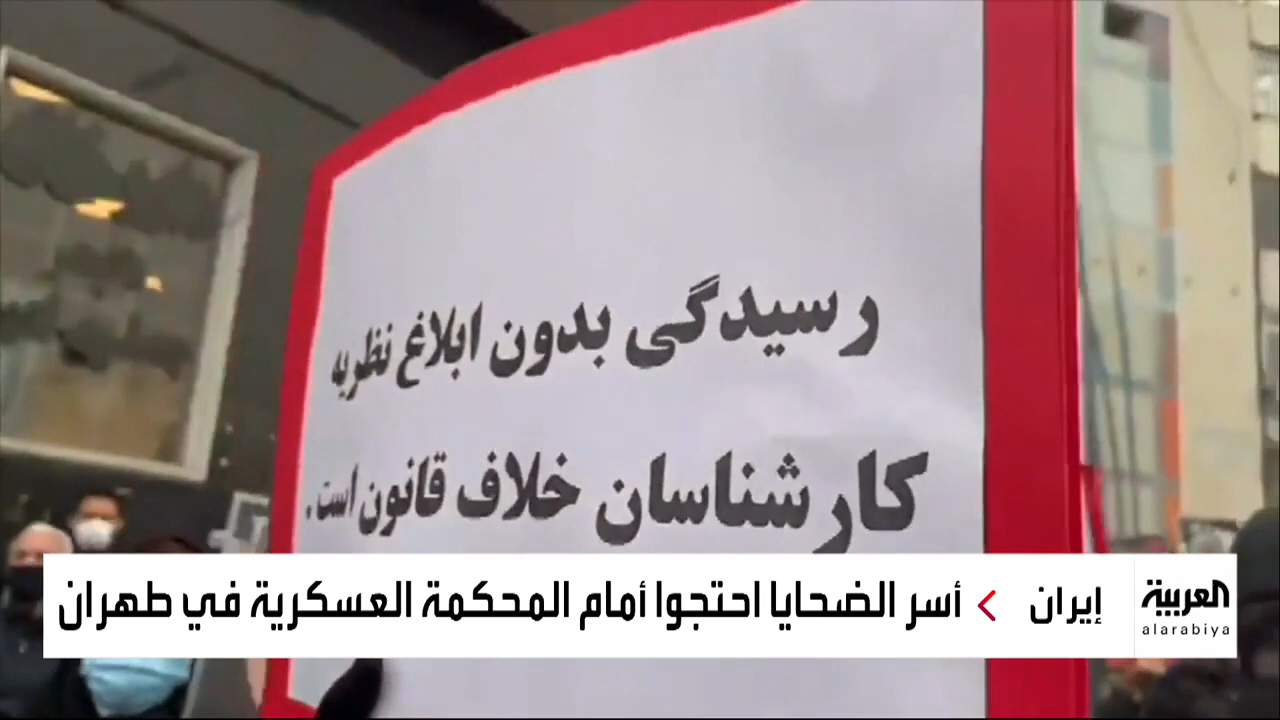 رسیدگی بدون ابلاغ نظریه
کارشناسان خلاف قانون است.
العربية
alarabiya
إيران
أسر الضحايا احتجوا أمام المحكمة العسكرية في طهران